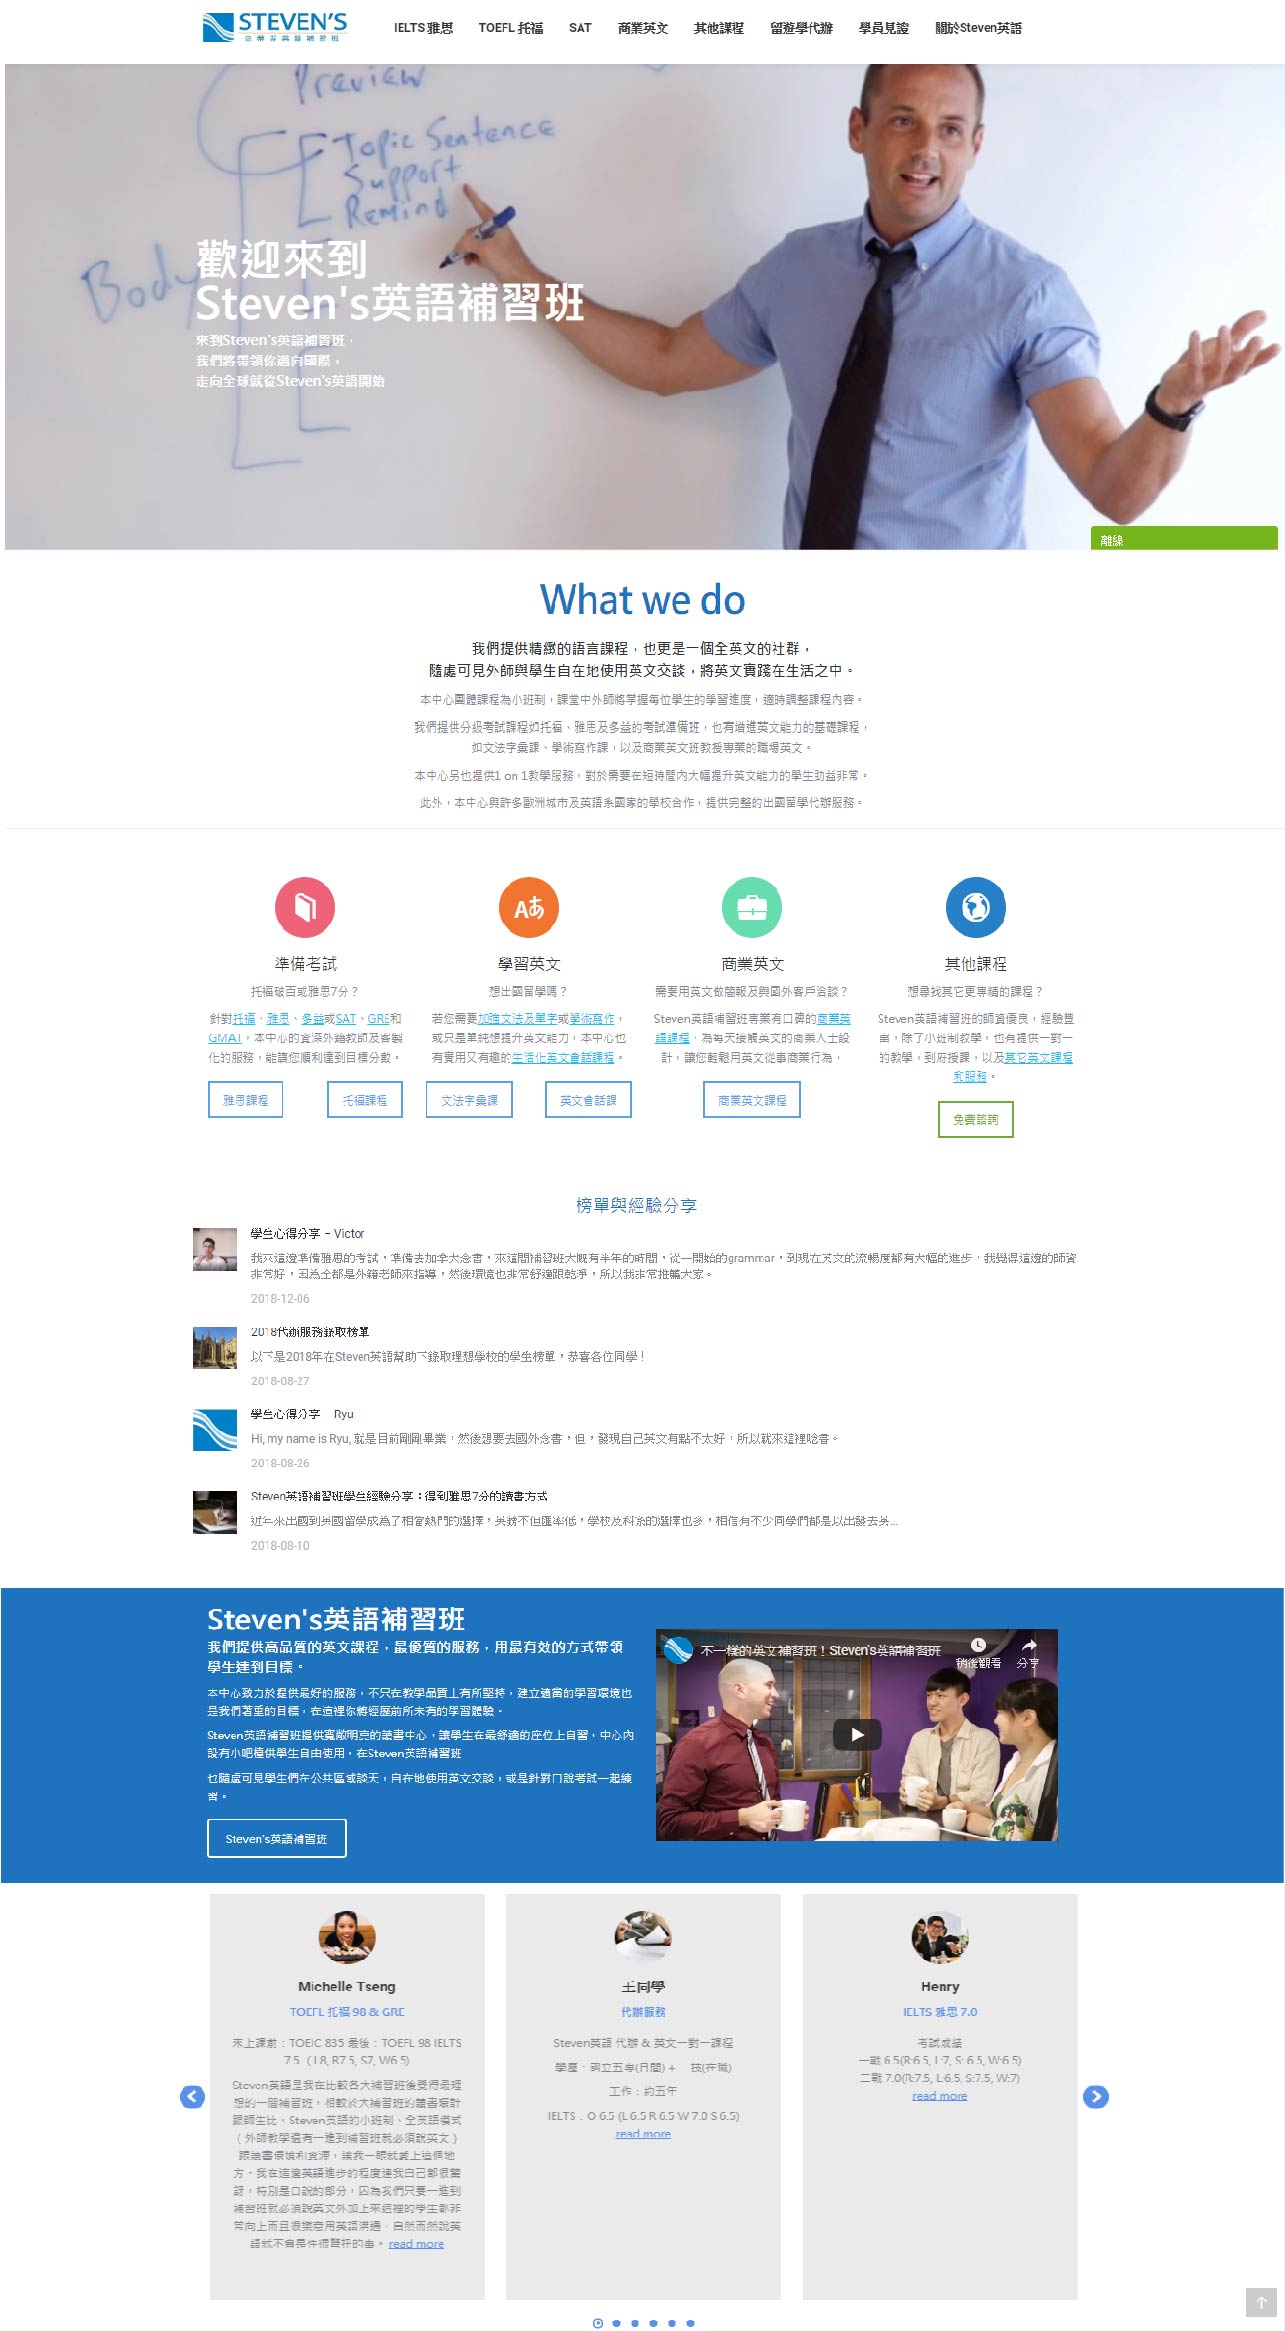 STEVEN'S
史蒂芬英語補習班
IELTS 雅思 TOEFL 托福 SAT 商業英文 其他課程 留遊學代辦 學員見證 關於Steven英語
Preview
Topic Sentence
Support
Remind
Body
歡迎來到
Steven's英語補習班
來到Steven's英語補習班，
我們將帶領你邁向國際，
走向全球就從Steven's英語開始
離線
What we do
我們提供精緻的語言課程，也更是一個全英文的社群，
隨處可見外師與學生自在地使用英文交談，將英文實踐在生活之中。
本中心團體課程為小班制，課堂中外師將掌握每位學生的學習進度，適時調整課程內容。
我們提供分級考試課程如托福、雅思及多益的考試準備班，也有增進英文能力的基礎課程，
如文法字彙課、學術寫作課，以及商業英文班教授專業的職場英文。
本中心另也提供1 on 1教學服務，對於需要在短時間內大幅提升英文能力的學生助益非常。
此外，本中心與許多歐洲城市及英語系國家的學校合作，提供完整的出國留學代辦服務。
準備考試
托福破百或雅思7分？
針對托福、雅思、多益或SAT、GRE和
GMAT，本中心的資深外籍教師及客製
化的服務，能讓您順利達到目標分數。
雅思課程 托福課程
學習英文
想出國留學嗎？
若您需要加強文法及單字或學術寫作，
或只是單純想提升英文能力，本中心也
有實用又有趣的生活化英文會話課程。
文法字彙課 英文會話課
商業英文
需要用英文做簡報及與國外客戶洽談？
Steven英語補習班專業有口碑的商業英
語課程，為每天接觸英文的商業人士設
計，讓您輕鬆用英文從事商業行為，
商業英文課程
其他課程
想尋找其它更專精的課程？
Steven英語補習班的師資優良，經驗豐
富，除了小班制教學，也有提供一對一
的教學，到府授課，以及其它英文課程
和服務。
免費諮詢
榜單與經驗分享
學生心得分享 – Victor
我來這邊準備雅思的考試，準備去加拿大念書，來這間補習班大概有半年的時間，從一開始的grammar，到現在英文的流暢度都有大幅的進步，我覺得這邊的師資
非常好，因為全都是外籍老師來指導，然後環境也非常舒適跟乾淨，所以我非常推薦大家。
2018-12-06
2018代辦服務錄取榜單
以下是2018年在Steven英語幫助下錄取理想學校的學生榜單，恭喜各位同學！
2018-08-27
學生心得分享 Ryu
Hi, my name is Ryu, 就是目前剛剛畢業，然後想要去國外念書，但，發現自己英文有點不太好，所以就來這裡唸書。
2018-08-26
Steven英語補習班學生經驗分享：得到雅思7分的讀書方式
近年來出國到英國留學成為了相當熱門的選擇，英鎊不但匯率低，學校及科系的選擇也多，相信有不少同學們都是以出發去英...
2018-08-10
Steven's英語補習班
我們提供高品質的英文課程，最優質的服務，用最有效的方式帶領
學生達到目標。
本中心致力於提供最好的服務，不只在教學品質上有所堅持，建立適當的學習環境也
是我們著重的目標，在這裡你將經歷前所未有的學習體驗。
Steven英語補習班提供寬敞明亮的讀書中心，讓學生在最舒適的座位上自習，中心內
設有小吧檯供學生自由使用，在Steven英語補習班
也隨處可見學生們在公共區域談天，自在地使用英文交談，或是針對口說考試一起練
習。
Steven's英語補習班
不一樣的英文補習班！Steven's英語補習班
稍後觀看 分享
Michelle Tseng
TOEFL 托福 98 & GRE
來上課前：TOEIC 835 最後：TOEFL 98 IELTS
7.5 （L8, R7.5, S7, W6.5）
Steven英語是我在比較各大補習班後覺得最理
想的一間補習班，相較於大補習班的讀書環計
跟師生比，Steven英語的小班制、全英語模式
（外師教學還有一進到補習班就必須說英文）
跟讀書環境和資源，讓我一眼就愛上這個地
方。我在這邊英語進步的程度連我自己都很驚
訝，特別是口說的部分，因為我們只要一進到
補習班就必須說英文外加上來這裡的學生都非
常向上而且很樂意用英語溝通，自然而然說英
語就不會是件很彆扭的事。 read more
王同學
代辦服務
Steven英語 代辦 & 英文一對一課程
學歷：國立五專(日間) + 技(在職)
工作：約五年
IELTS：O 6.5 (L 6.5 R 6.5 W 7.0 S 6.5)
read more
Henry
IELTS 雅思 7.0
考試成績
一戰 6.5(R:6.5, L:7, S: 6.5, W:6.5)
二戰 7.0(R:7.5, L:6.5, S:7.5, W:7)
read more